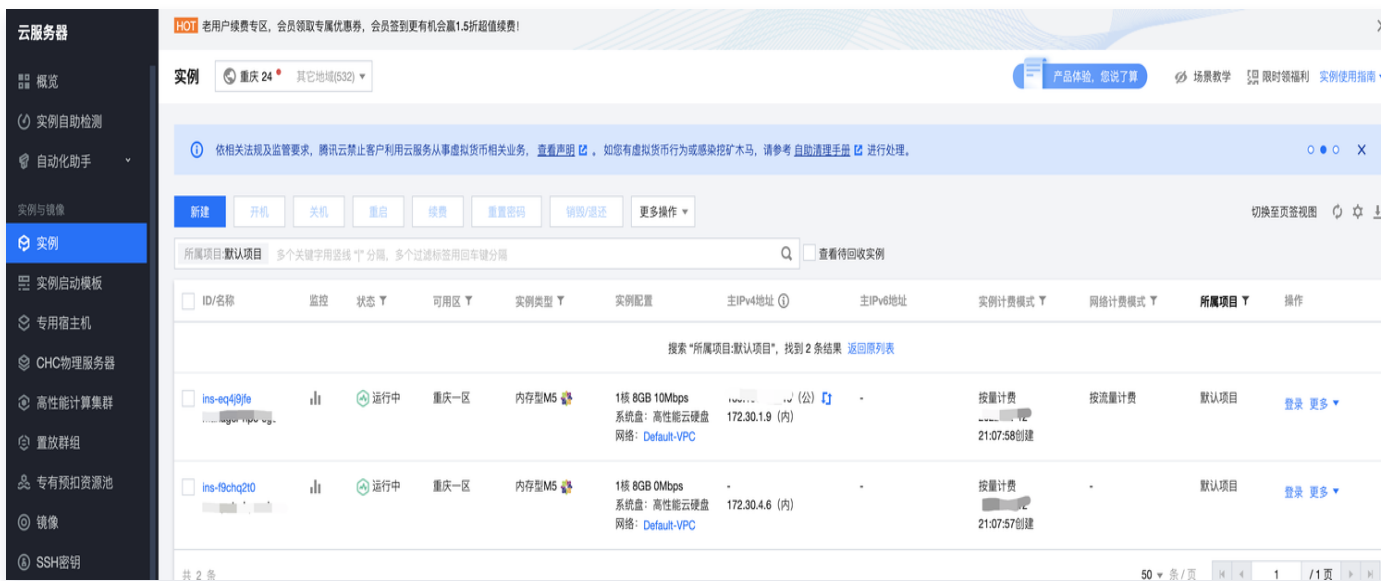 云服务器
HOT 老用户续费专区，会员领取专属优惠券，会员签到更有机会赢1.5折超值续费！
概览
实例 重庆 24 其它地域(532)
产品体验，您说了算 场景教学 限时领福利 实例使用指南
实例自助检测
自动化助手
依相关法规及监管要求，腾讯云禁止客户利用云服务从事虚拟货币相关业务，查看声明 。如您有虚拟货币行为或感染挖矿木马，请参考 自助清理手册 进行处理。
实例与镜像
新建 开机 关机 重启 续费 重置密码 销毁/退还 更多操作
切换至页签视图
实例
所属项目:默认项目 多个关键字用竖线 "|" 分隔，多个过滤标签用回车键分隔
查看待回收实例
实例启动模板
ID/名称 监控 状态 可用区 实例类型 实例配置 主IPv4地址 主IPv6地址 实例计费模式 网络计费模式 所属项目 操作
专用宿主机
搜索 "所属项目:默认项目"，找到 2 条结果 返回原列表
CHC物理服务器
高性能计算集群
ins-eq4j9jfe 运行中 重庆一区 内存型M5 1核 8GB 10Mbps (公) - 按量计费 按流量计费 默认项目 登录 更多
系统盘：高性能云硬盘 172.30.1.9 (内)
网络：Default-VPC 21:07:58创建
置放群组
专有预扣资源池
ins-f9chq2t0 运行中 重庆一区 内存型M5 1核 8GB 0Mbps - - 按量计费 - 默认项目 登录 更多
系统盘：高性能云硬盘 172.30.4.6 (内)
网络：Default-VPC 21:07:57创建
镜像
SSH密钥
共 2 条
50 条/页 1 /1页